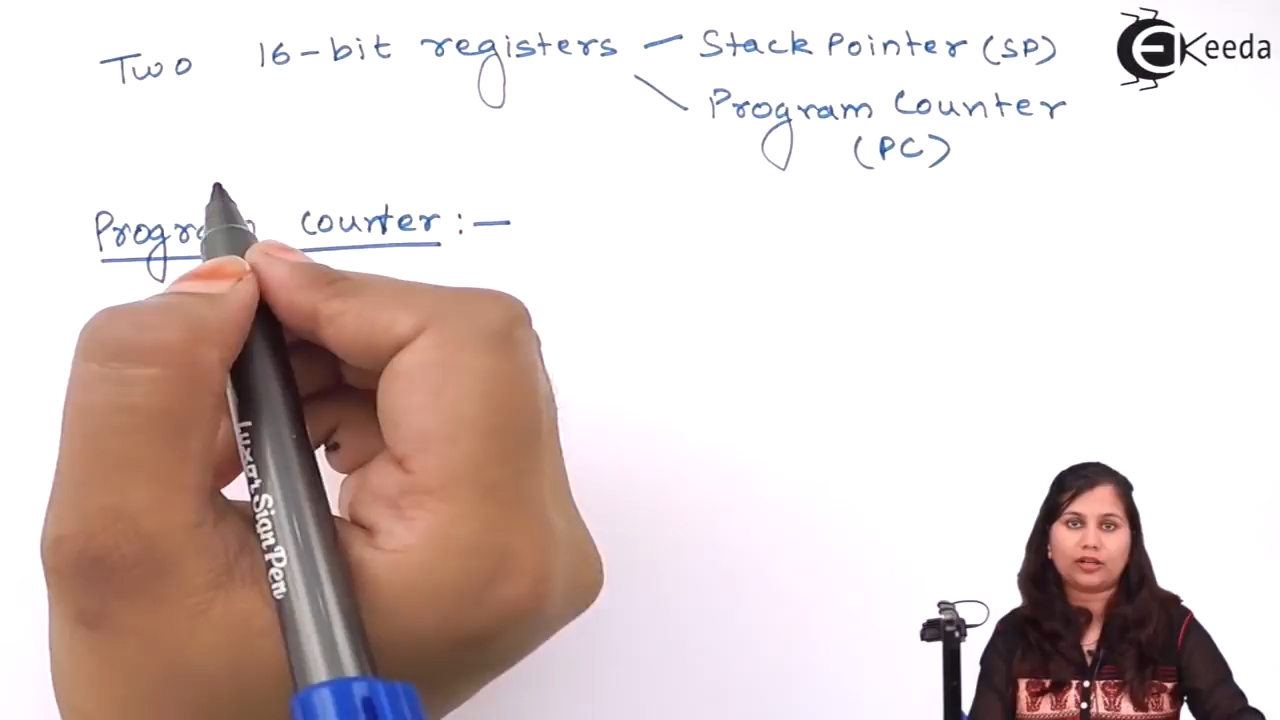 Two 16-bit registers — Stack Pointer (SP)
Program Counter
(PC)
counter :—
Luxor Sign Pen
Keeda